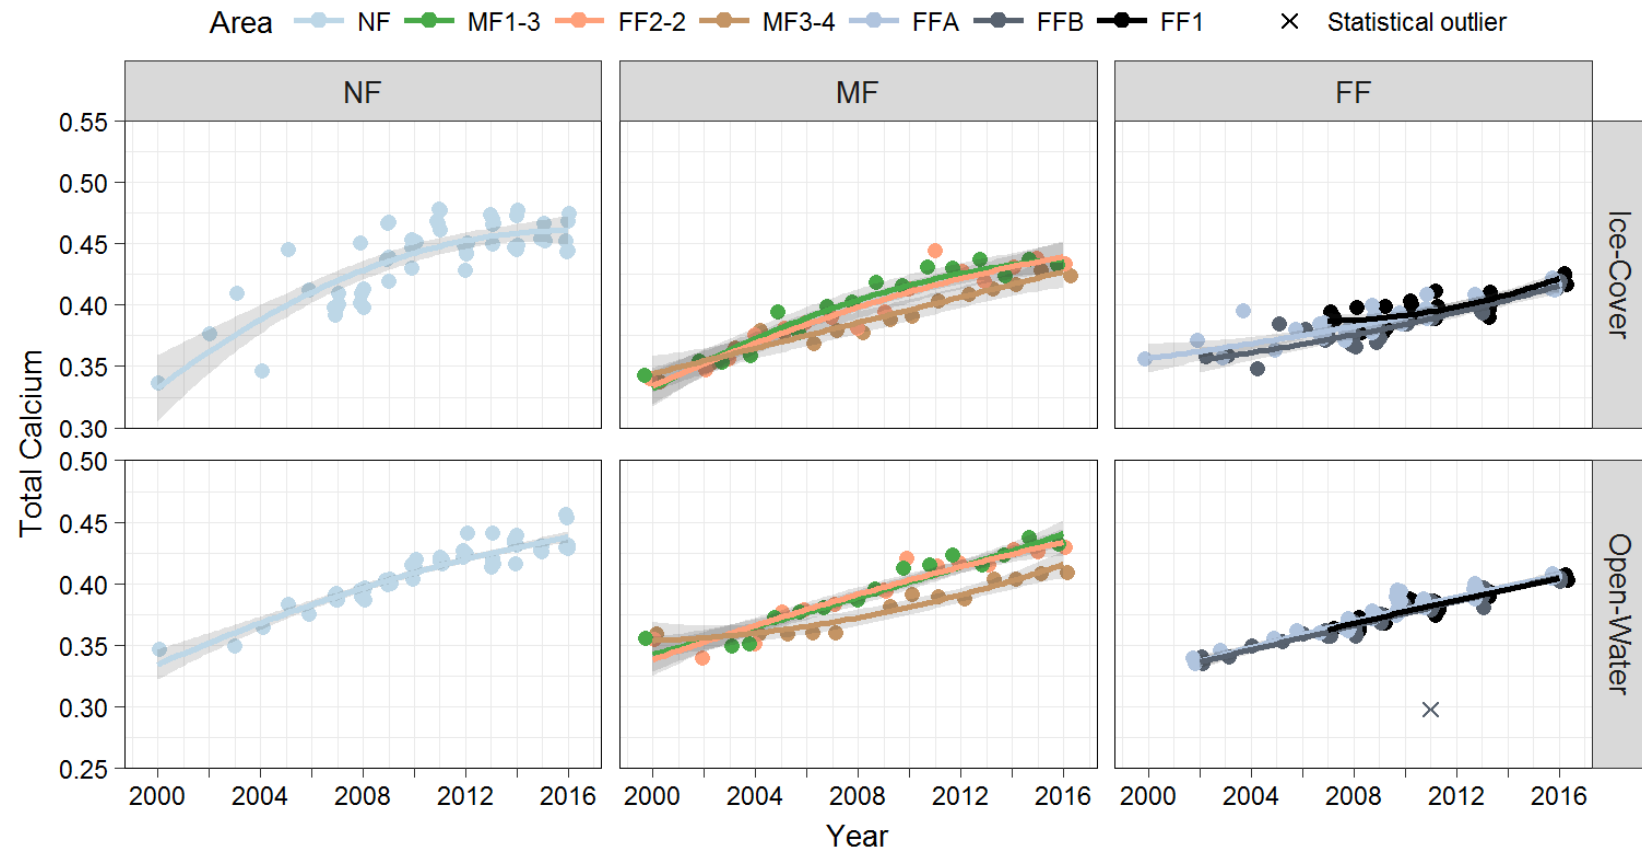 Area NF MF1-3 FF2-2 MF3-4 FFA FFB FF1 Statistical outlier
NF MF FF
0.55
0.50
0.45
0.40
0.35
0.30
Ice-Cover
0.50
0.45
0.40
0.35
0.30
0.25
Open-Water
Total Calcium
2000 2004 2008 2012 2016 2000 2004 2008 2012 2016 2000 2004 2008 2012 2016
Year